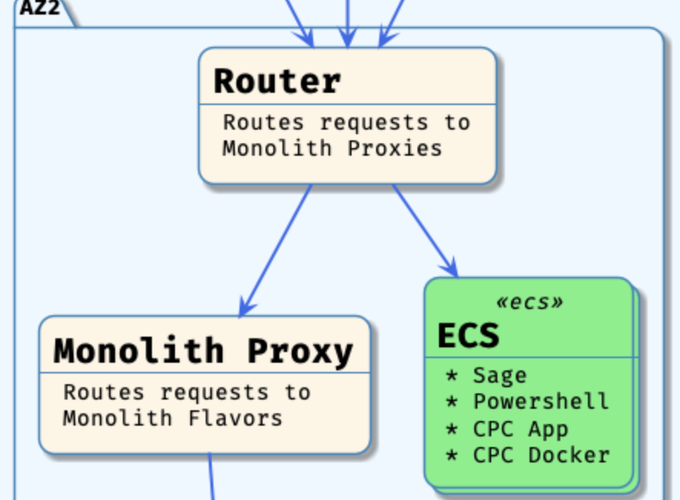 AZ2
Router
Routes requests to
Monolith Proxies
«ecs»
ECS
* Sage
* Powershell
* CPC App
* CPC Docker
Monolith Proxy
Routes requests to
Monolith Flavors